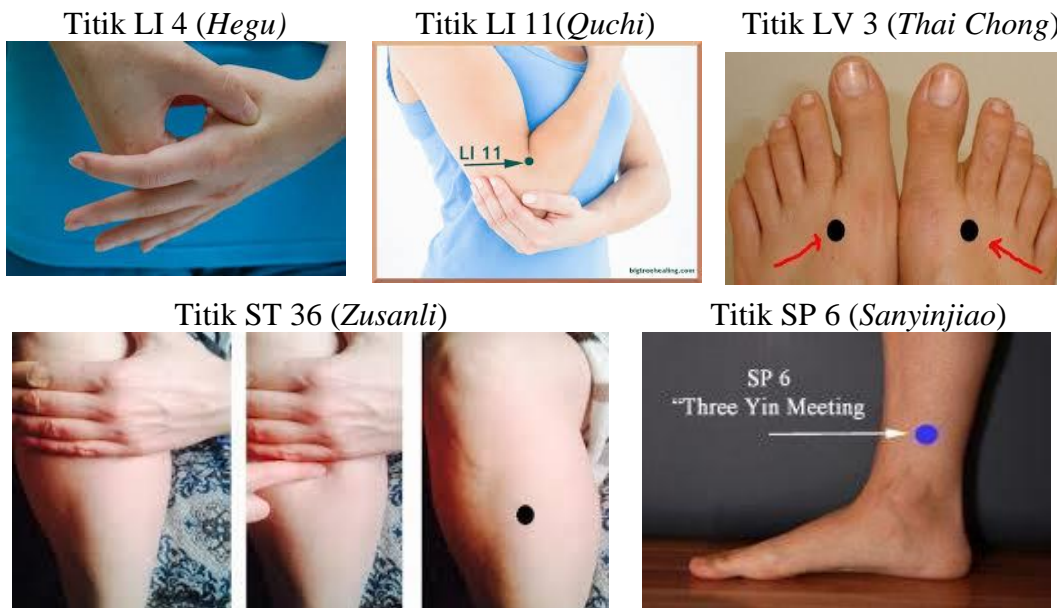 Titik LI 4 (Hegu)
Titik LI 11(Quchi)
Titik LV 3 (Thai Chong)
LI 11
bigtreehealing.com
Titik ST 36 (Zusanli)
Titik SP 6 (Sanyinjiao)
SP 6
“Three Yin Meeting